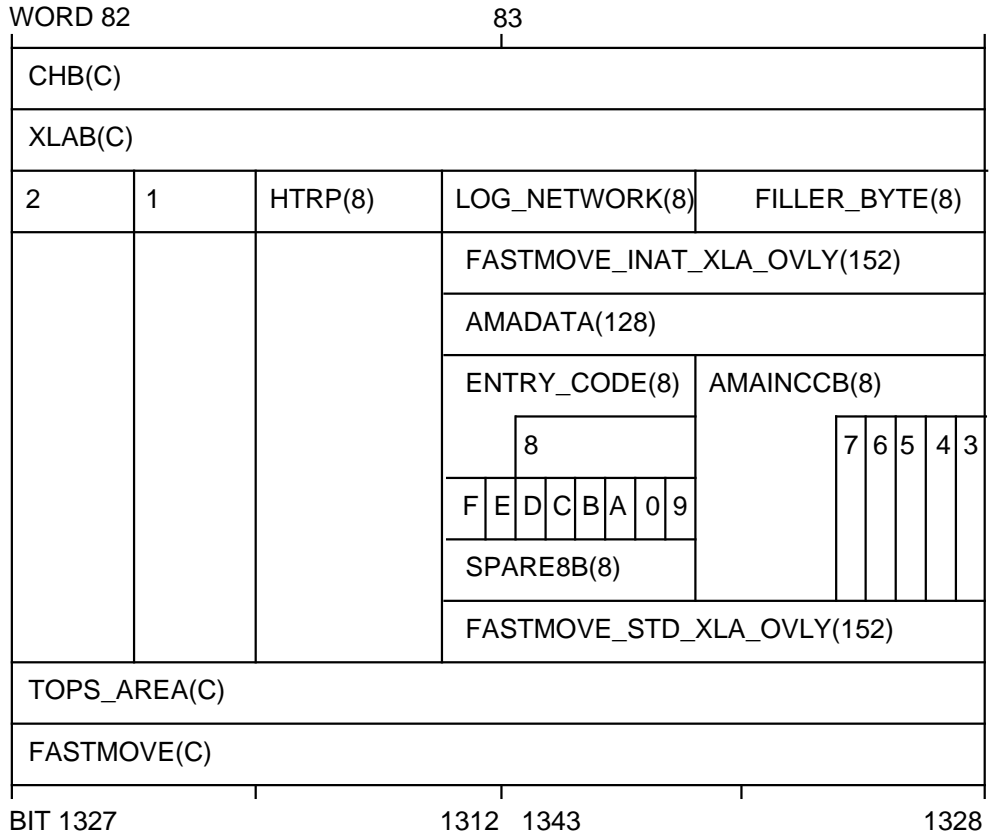 WORD 82 83
CHB(C)
XLAB(C)
2 1 HTRP(8) LOG_NETWORK(8) FILLER_BYTE(8)
FASTMOVE_INAT_XLA_OVLY(152)
AMADATA(128)
ENTRY_CODE(8) AMAINCCB(8)
8 7 6 5 4 3
F E D C B A 0 9
SPARE8B(8)
FASTMOVE_STD_XLA_OVLY(152)
TOPS_AREA(C)
FASTMOVE(C)
BIT 1327 1312 1343 1328